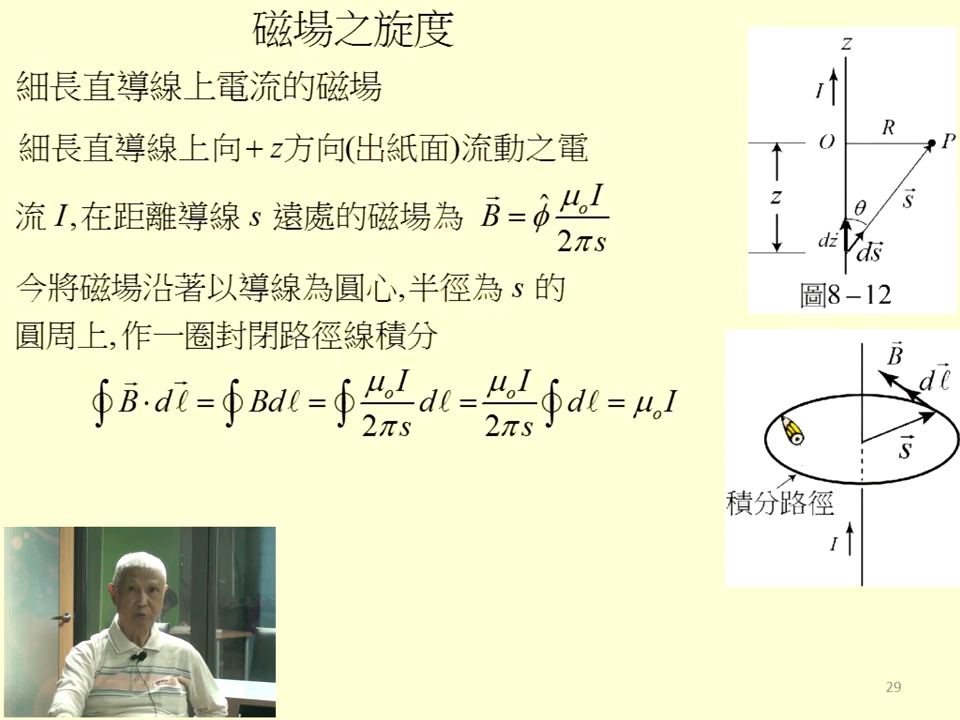 磁場之旋度
細長直導線上電流的磁場
細長直導線上向+ z方向(出紙面)流動之電
流 I,在距離導線 s 遠處的磁場為 B⃗ = φ̂ μₒI / 2πs
今將磁場沿著以導線為圓心,半徑為 s 的
圓周上,作一圈封閉路徑線積分
∮ B⃗ · dℓ⃗ = ∮ Bdℓ = ∮ μₒI / 2πs dℓ = μₒI / 2πs ∮ dℓ = μₒI
z
I
O R P
z θ s⃗
dz ds⃗
圖8－12
B⃗
dℓ⃗
s⃗
積分路徑
I
29